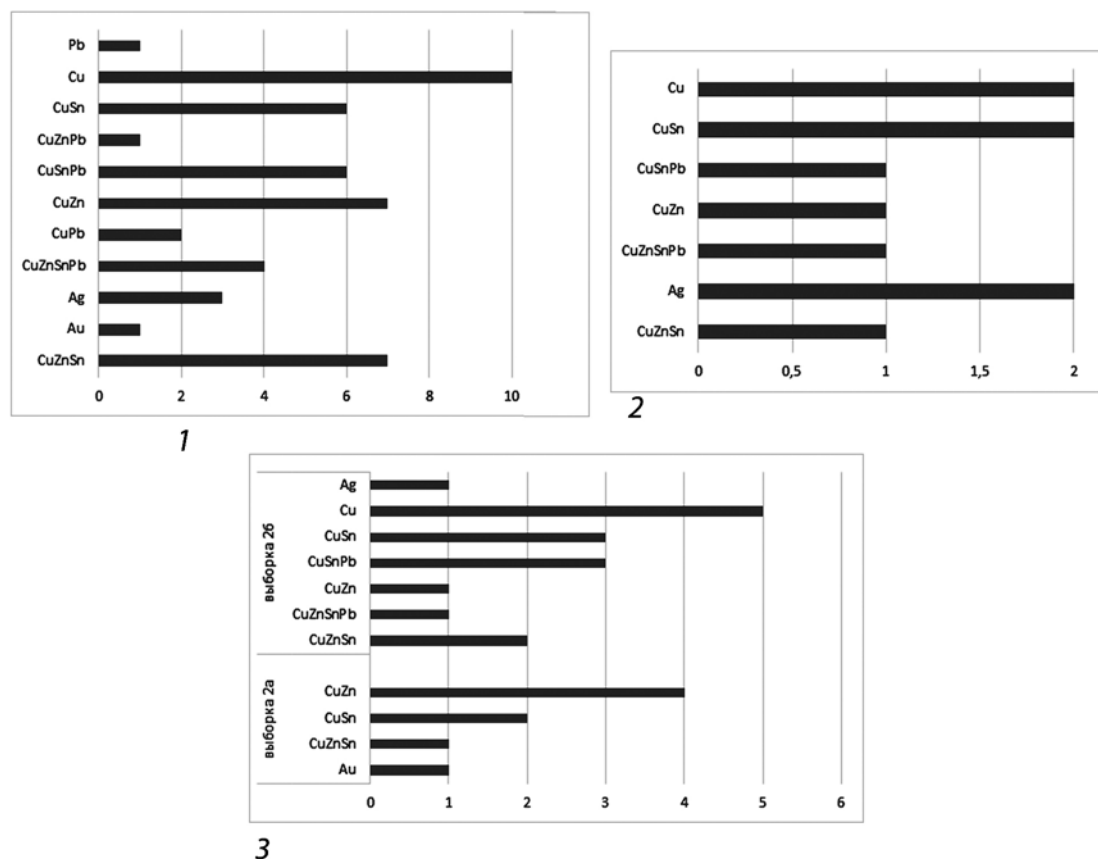 Pb
Cu
CuSn
CuZnPb
CuSnPb
CuZn
CuPb
CuZnSnPb
Ag
Au
CuZnSn
0 2 4 6 8 10
1
Cu
CuSn
CuSnPb
CuZn
CuZnSnPb
Ag
CuZnSn
0 0,5 1 1,5 2
2
выборка 2б
Ag
Cu
CuSn
CuSnPb
CuZn
CuZnSnPb
CuZnSn
выборка 2а
CuZn
CuSn
CuZnSn
Au
0 1 2 3 4 5 6
3